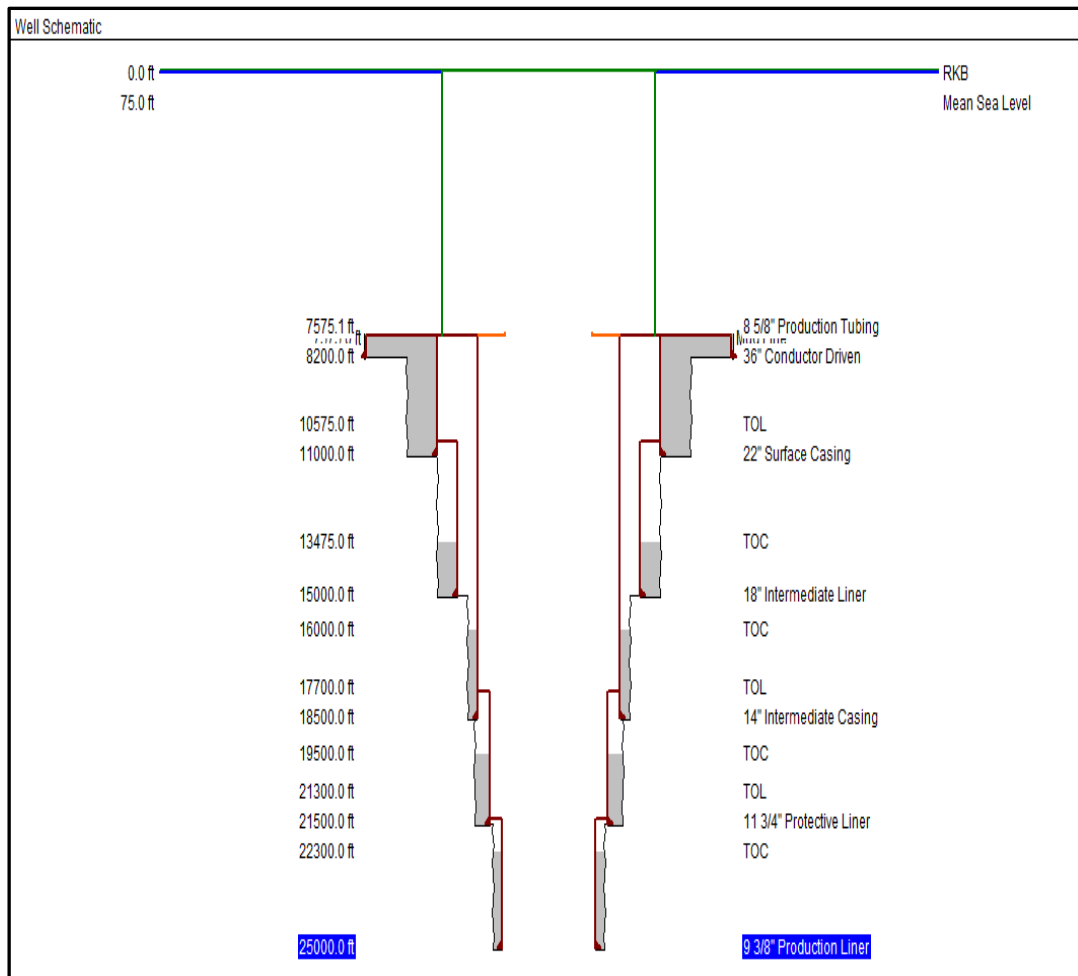 Well Schematic
0.0 ft RKB
75.0 ft Mean Sea Level
7575.1 ft 8 5/8" Production Tubing
8200.0 ft 36" Conductor Driven
10575.0 ft TOL
11000.0 ft 22" Surface Casing
13475.0 ft TOC
15000.0 ft 18" Intermediate Liner
16000.0 ft TOC
17700.0 ft TOL
18500.0 ft 14" Intermediate Casing
19500.0 ft TOC
21300.0 ft TOL
21500.0 ft 11 3/4" Protective Liner
22300.0 ft TOC
25000.0 ft 9 3/8" Production Liner